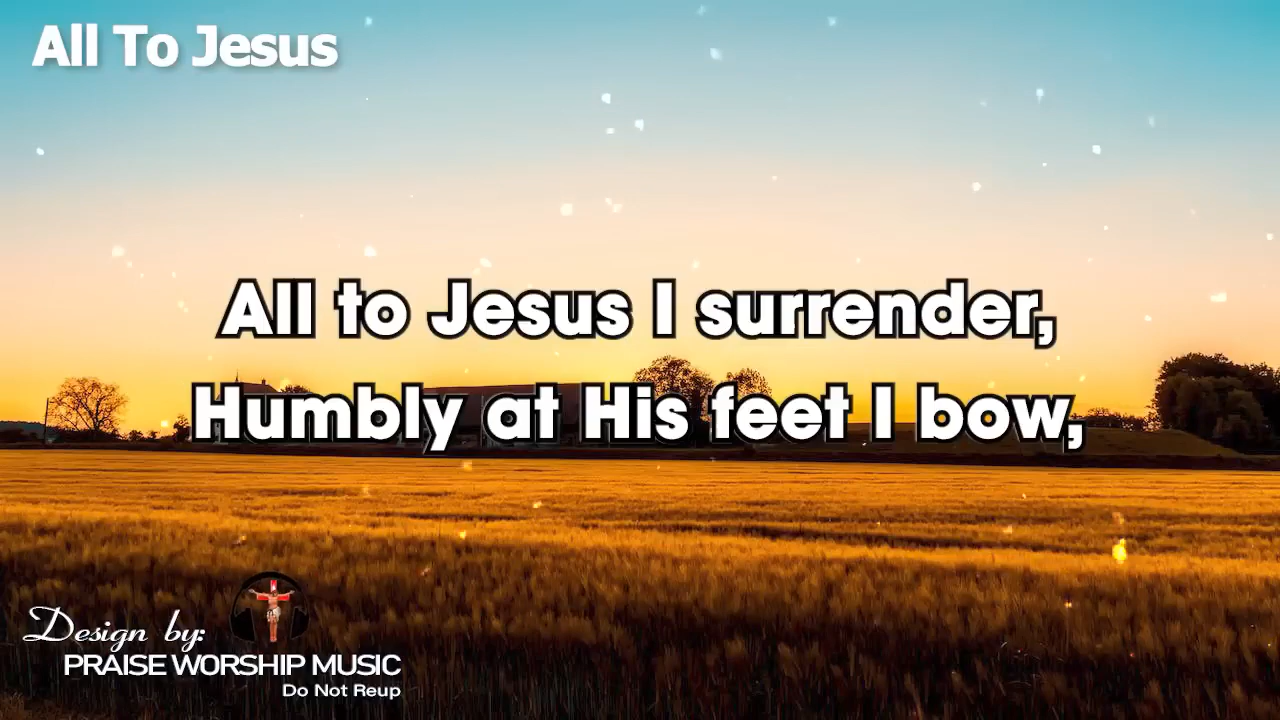 All To Jesus
All to Jesus I surrender,
Humbly at His feet I bow,
Design by:
PRAISE WORSHIP MUSIC
Do Not Reup